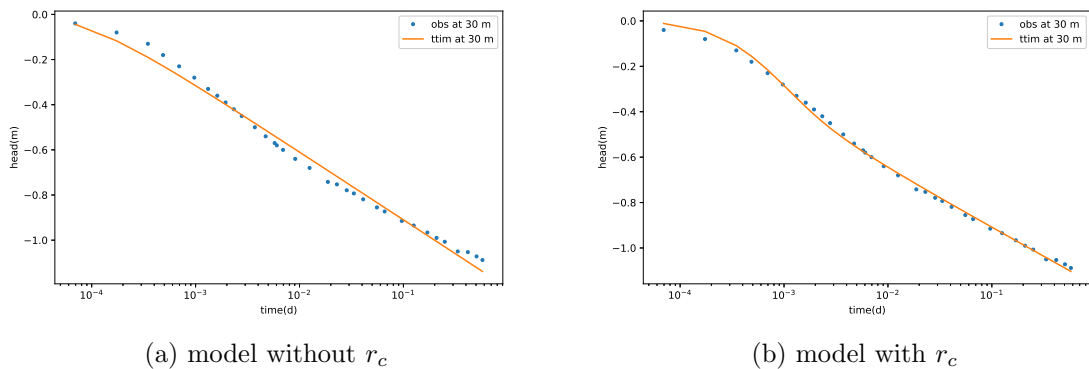 0.0
−0.2
−0.4
−0.6
−0.8
−1.0
head(m)
10⁻⁴
10⁻³
10⁻²
10⁻¹
time(d)
obs at 30 m
ttim at 30 m
(a) model without r_c
0.0
−0.2
−0.4
−0.6
−0.8
−1.0
head(m)
10⁻⁴
10⁻³
10⁻²
10⁻¹
time(d)
obs at 30 m
ttim at 30 m
(b) model with r_c